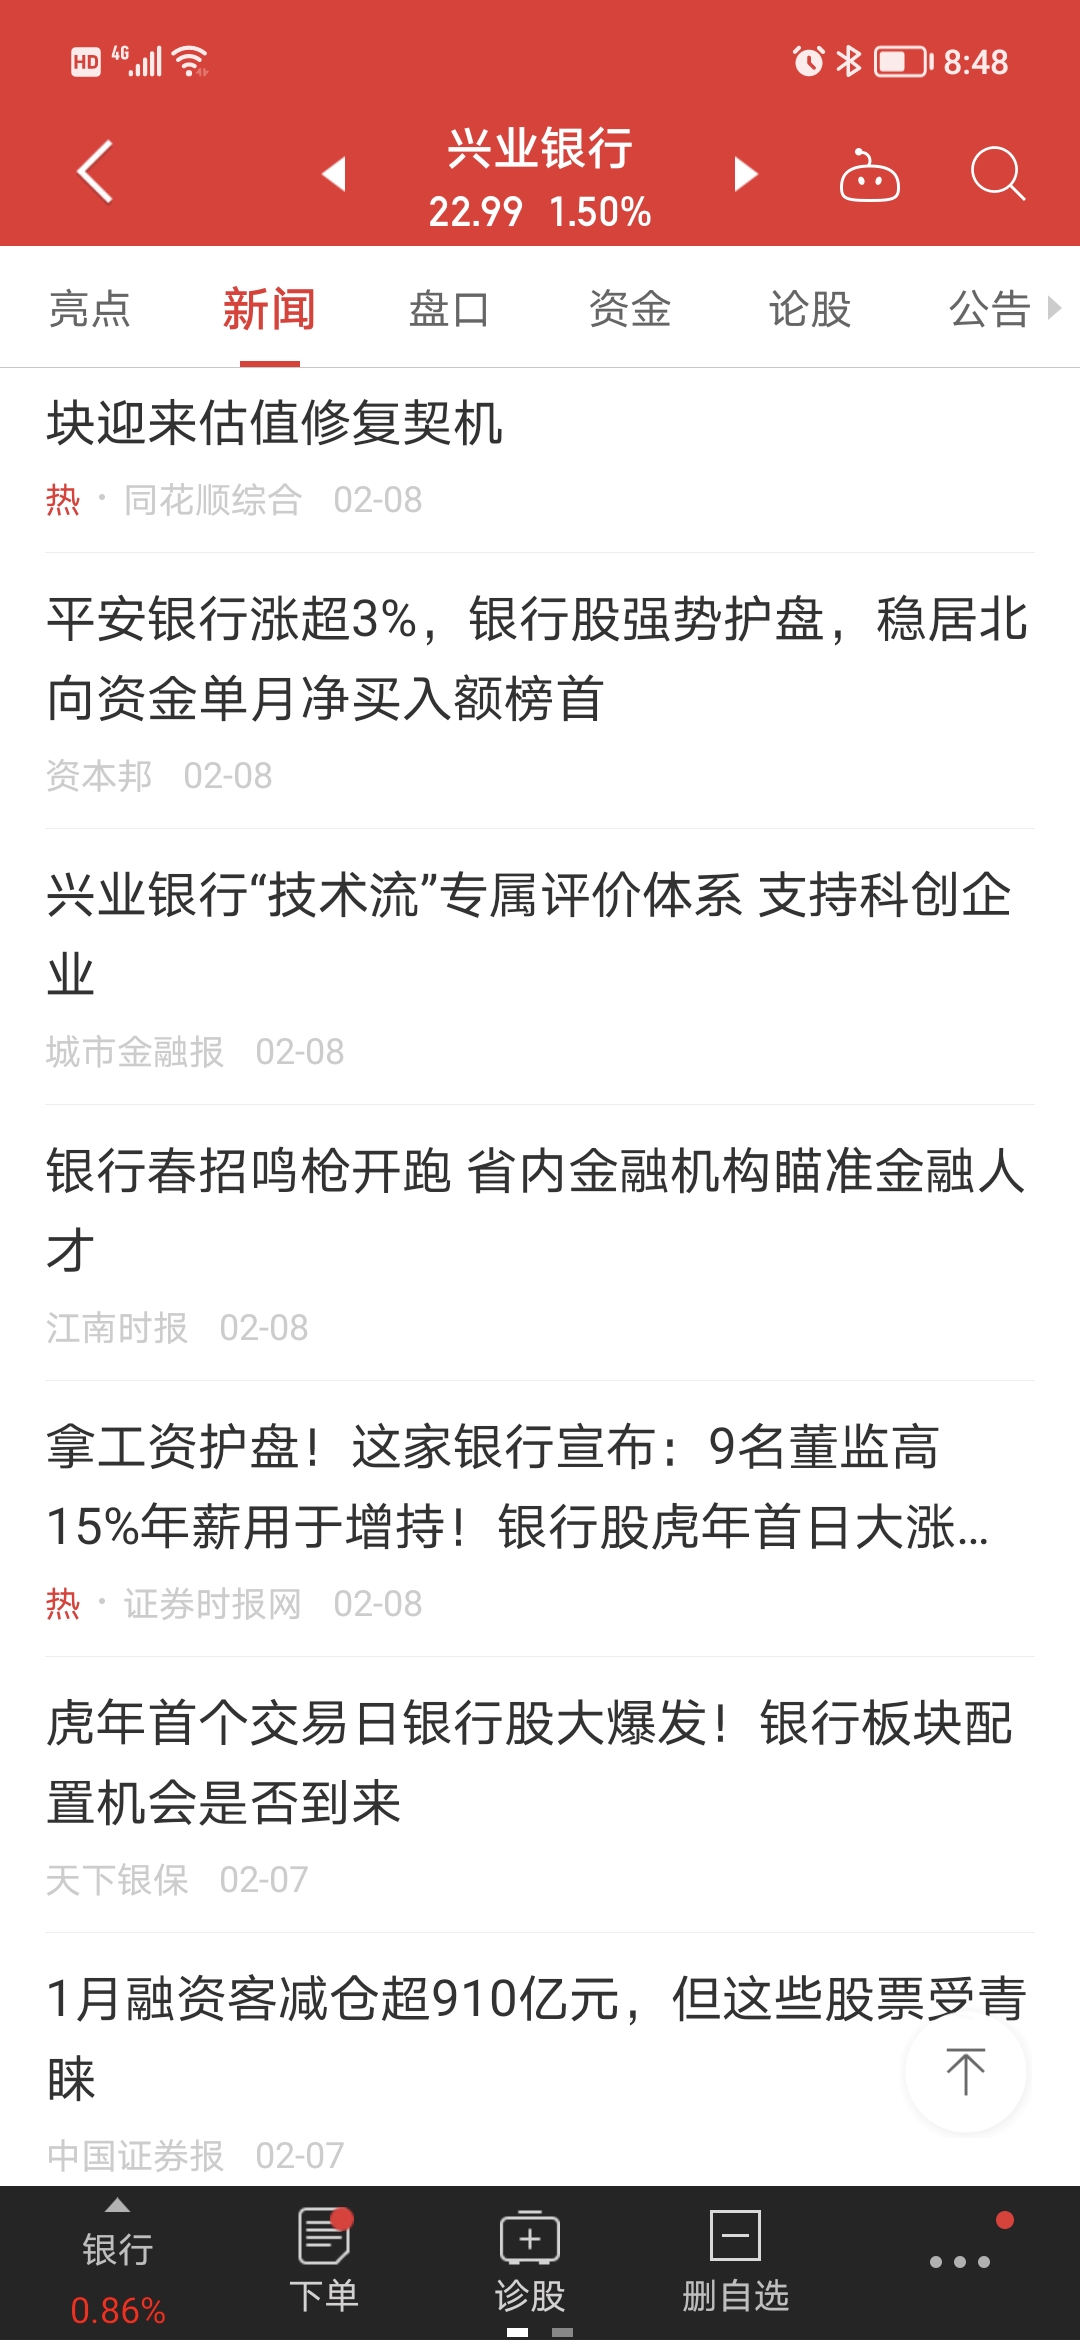 HD 4G 8:48
兴业银行
22.99 1.50%
亮点 新闻 盘口 资金 论股 公告
块迎来估值修复契机
热 · 同花顺综合 02-08
平安银行涨超3%，银行股强势护盘，稳居北
向资金单月净买入额榜首
资本邦 02-08
兴业银行“技术流”专属评价体系 支持科创企
业
城市金融报 02-08
银行春招鸣枪开跑 省内金融机构瞄准金融人
才
江南时报 02-08
拿工资护盘！这家银行宣布：9名董监高
15%年薪用于增持！银行股虎年首日大涨...
热 · 证券时报网 02-08
虎年首个交易日银行股大爆发！银行板块配
置机会是否到来
天下银保 02-07
1月融资客减仓超910亿元，但这些股票受青
睐
中国证券报 02-07
银行
0.86%
下单
诊股
删自选